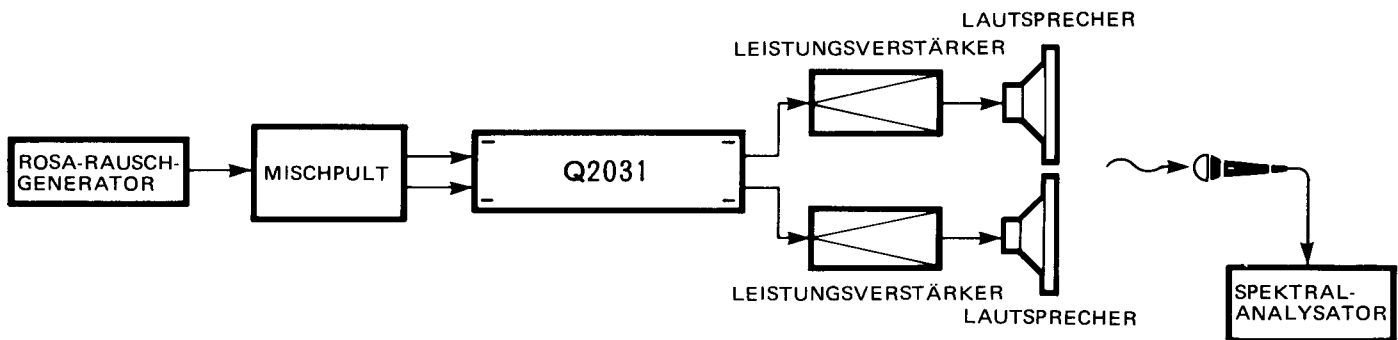 ROSA-RAUSCH-
GENERATOR
MISCHPULT
Q2031
LEISTUNGSVERSTÄRKER
LAUTSPRECHER
LEISTUNGSVERSTÄRKER
LAUTSPRECHER
SPEKTRAL-
ANALYSATOR